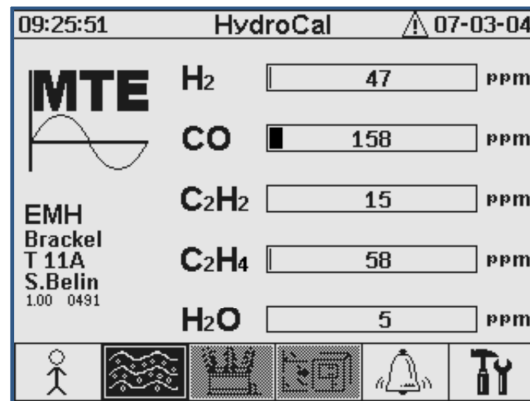 09:25:51 HydroCal 07-03-04
MTE
H2 47 ppm
CO 158 ppm
C2H2 15 ppm
EMH
Brackel
T 11A
S.Belin
1.00 0491
C2H4 58 ppm
H2O 5 ppm